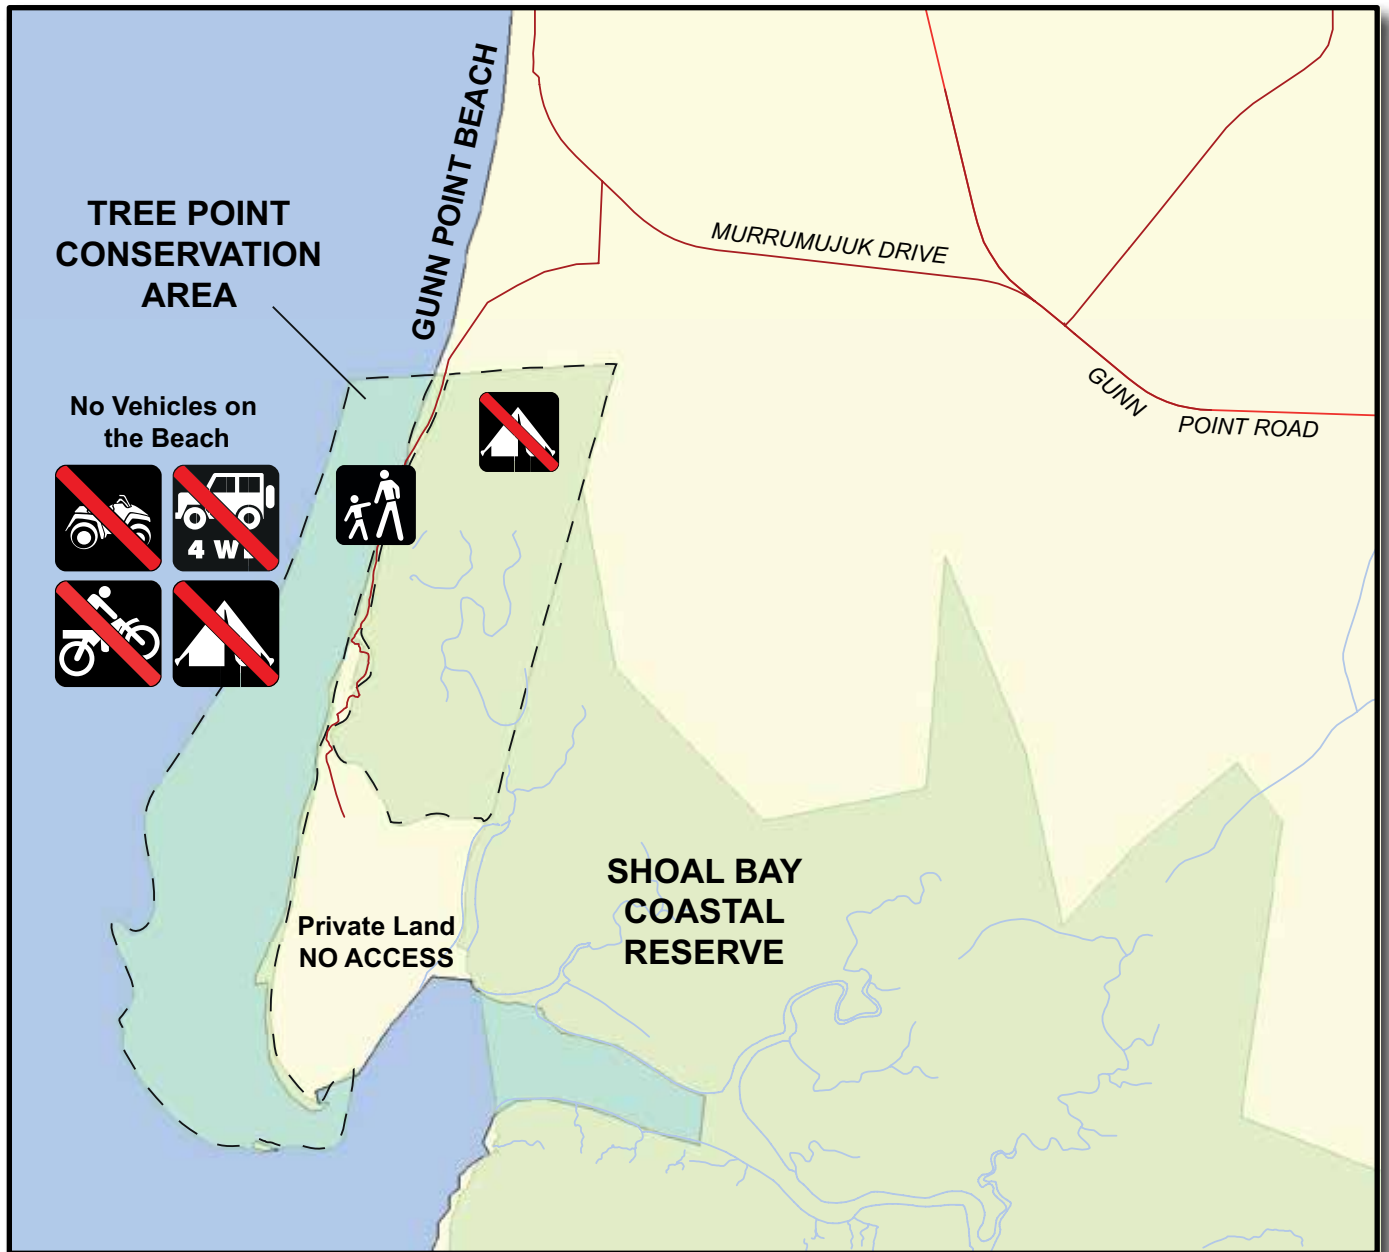 GUNN POINT BEACH
TREE POINT
CONSERVATION
AREA
MURRUMUJUK DRIVE
GUNN
POINT ROAD
No Vehicles on
the Beach
4 W
SHOAL BAY
COASTAL
RESERVE
Private Land
NO ACCESS